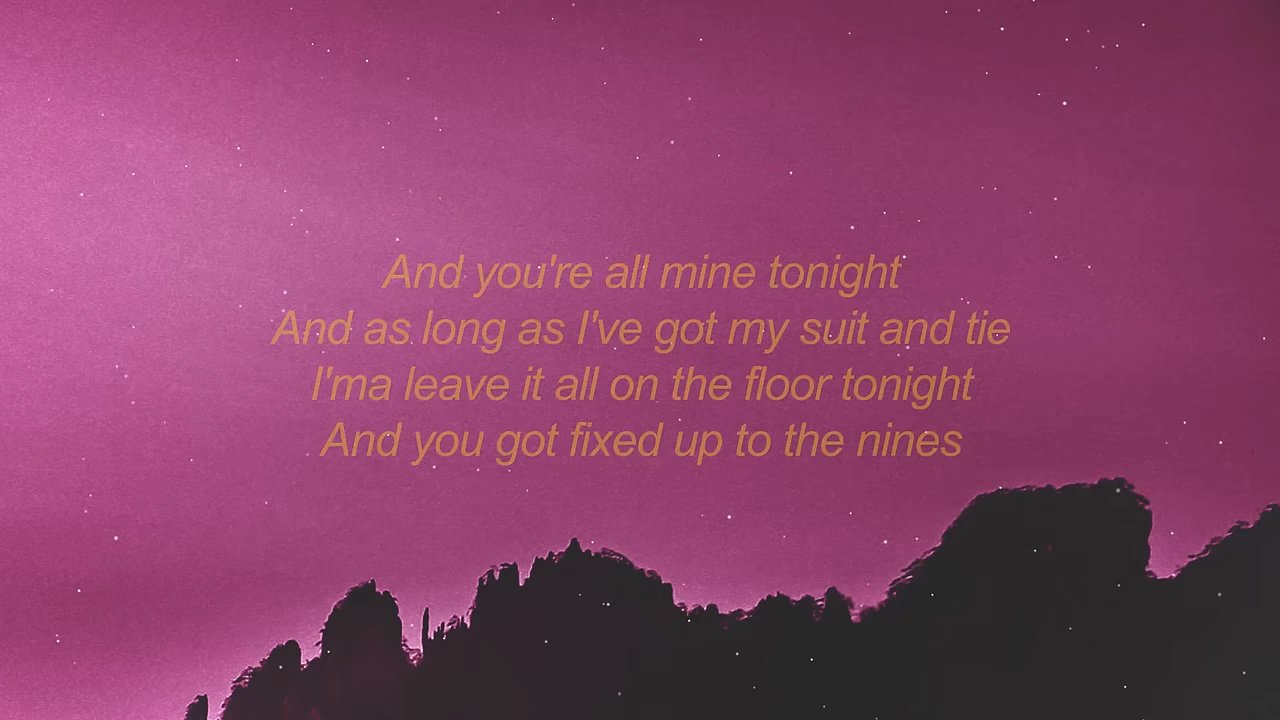 And you're all mine tonight
And as long as I've got my suit and tie
I'ma leave it all on the floor tonight
And you got fixed up to the nines